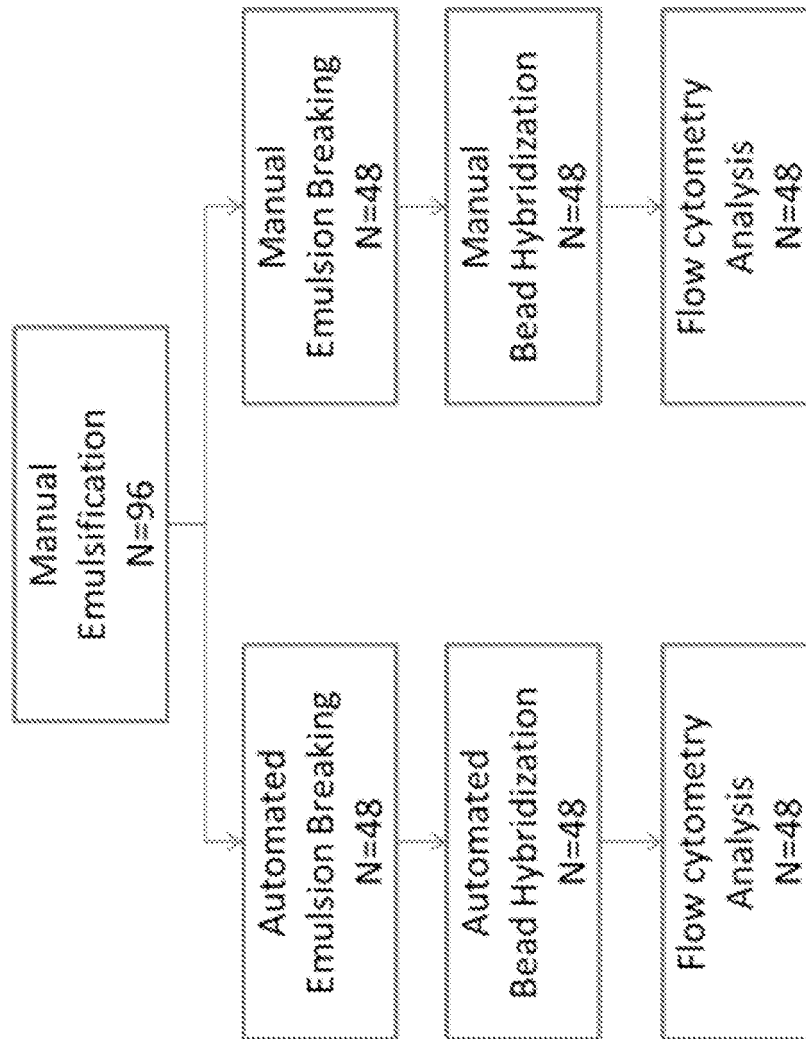 Manual
Emulsification
N=96
Automated
Emulsion Breaking
N=48
Manual
Emulsion Breaking
N=48
Automated
Bead Hybridization
N=48
Manual
Bead Hybridization
N=48
Flow cytometry
Analysis
N=48
Flow cytometry
Analysis
N=48